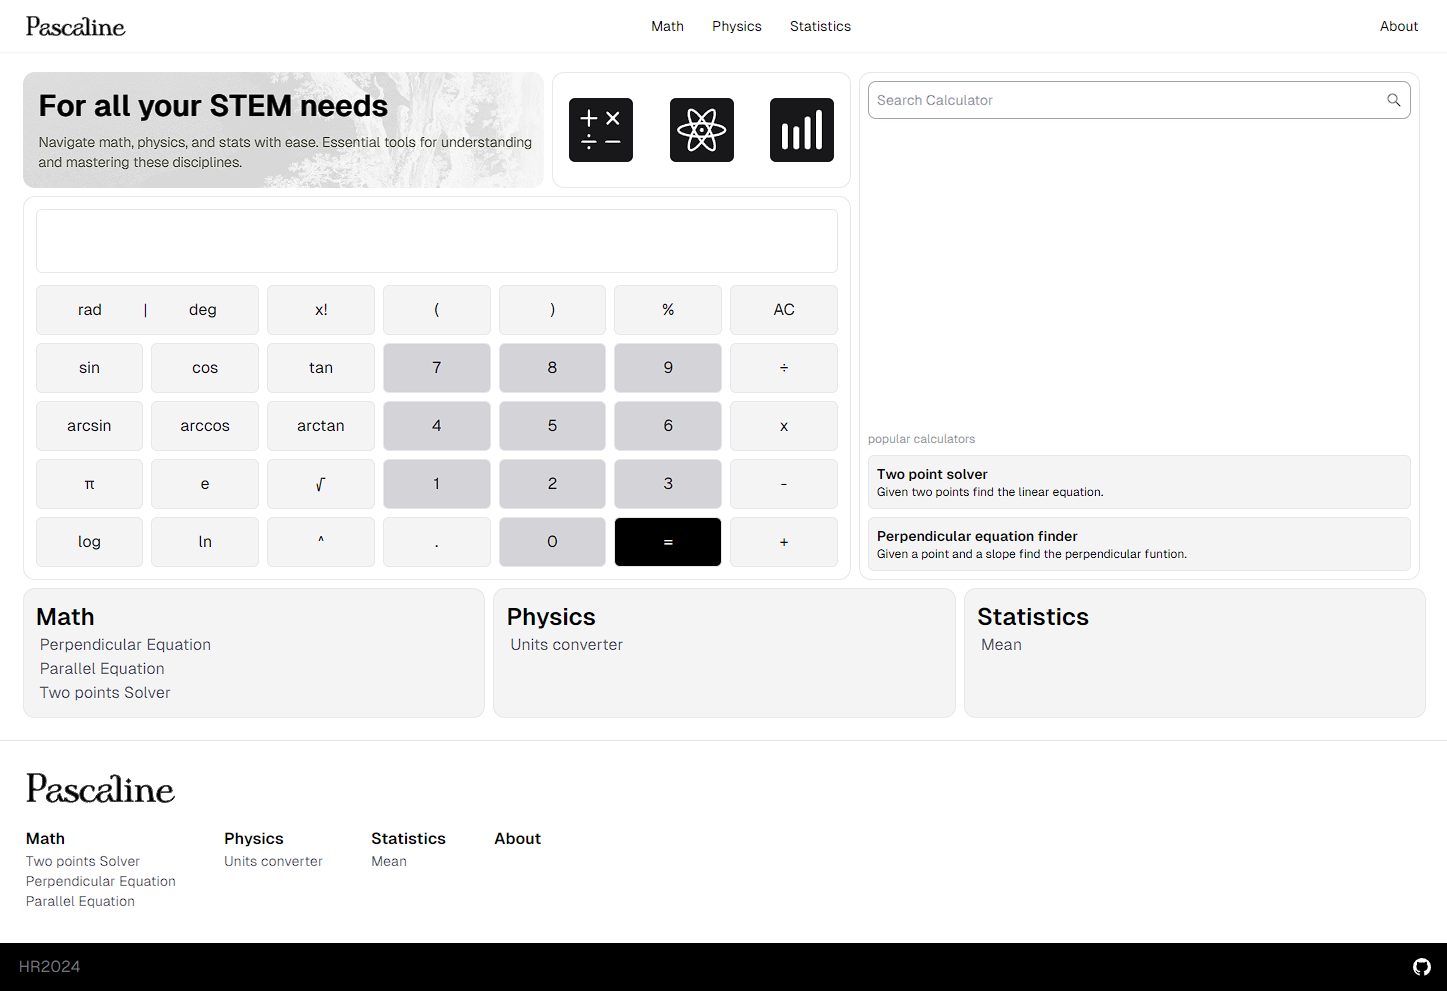 Pascaline
Math
Physics
Statistics
About
For all your STEM needs
Navigate math, physics, and stats with ease. Essential tools for understanding
and mastering these disciplines.
Search Calculator
rad | deg x! ( ) % AC
sin cos tan 7 8 9 ÷
arcsin arccos arctan 4 5 6 x
π e √ 1 2 3 -
log ln ^ . 0 = +
popular calculators
Two point solver
Given two points find the linear equation.
Perpendicular equation finder
Given a point and a slope find the perpendicular funtion.
Math
Perpendicular Equation
Parallel Equation
Two points Solver
Physics
Units converter
Statistics
Mean
Pascaline
Math
Two points Solver
Perpendicular Equation
Parallel Equation
Physics
Units converter
Statistics
Mean
About
HR2024